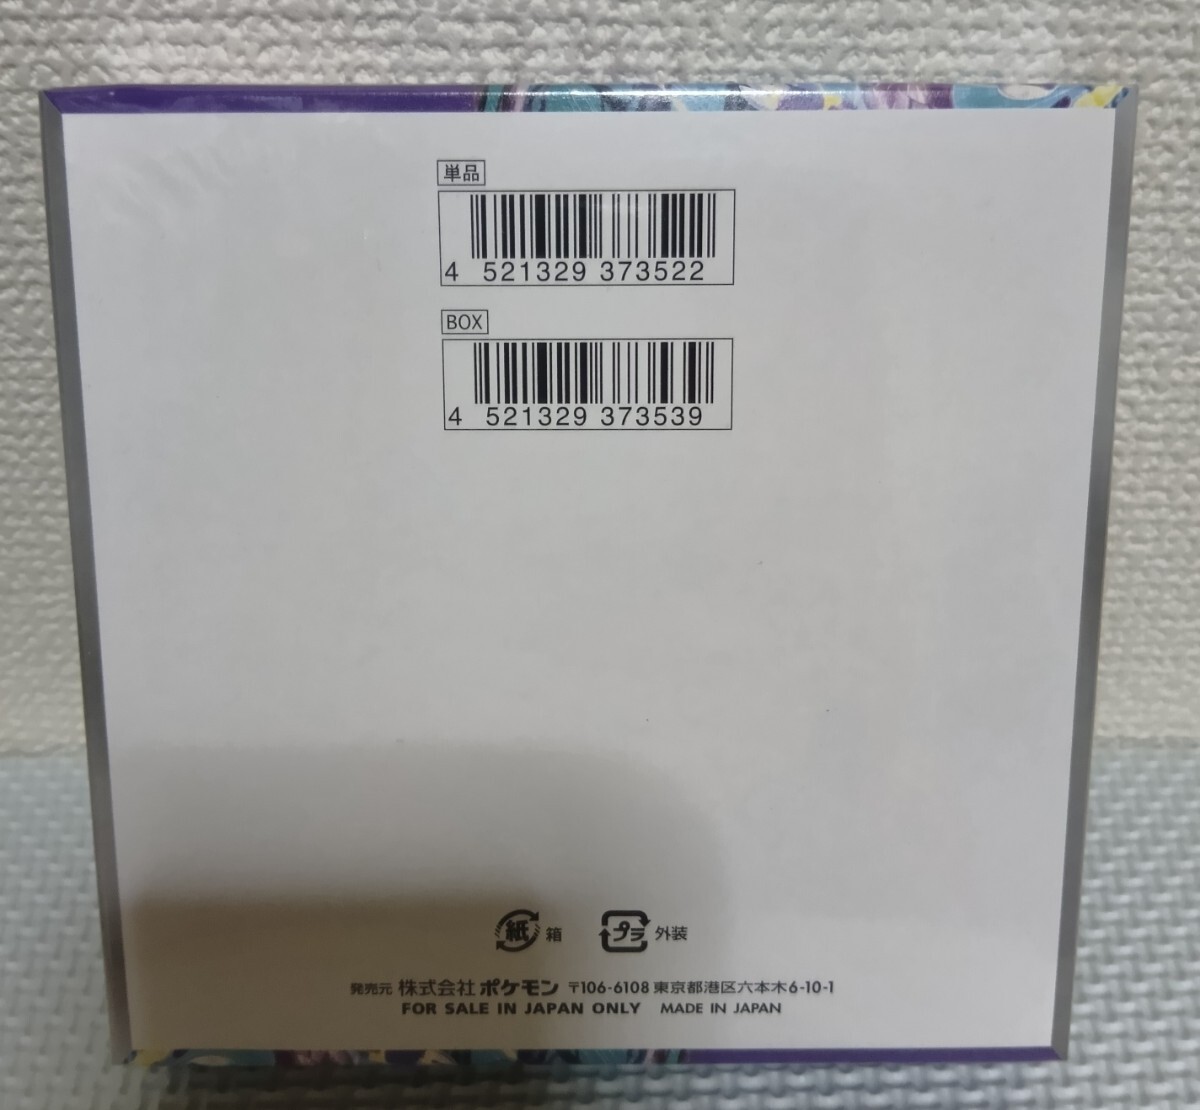 単品
4 521329 373522
BOX
4 521329 373539
紙 箱 プラ 外装
発売元 株式会社 ポケモン 〒106-6108 東京都港区六本木6-10-1
FOR SALE IN JAPAN ONLY MADE IN JAPAN